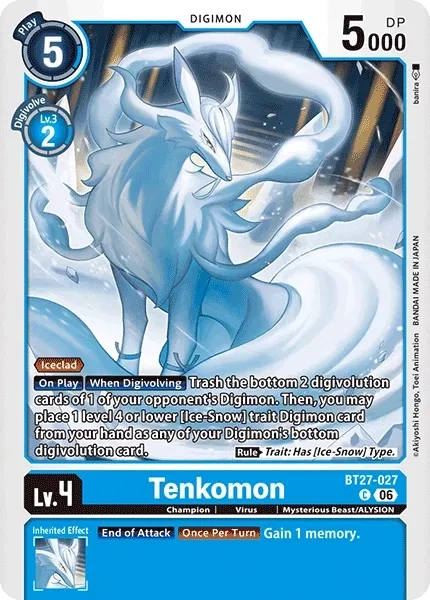 DIGIMON
Play
5
5000
DP
Digivolve
Lv.3
2
banira
©Akiyoshi Hongo, Toei Animation BANDAI MADE IN JAPAN
Iceclad
On Play When Digivolving Trash the bottom 2 digivolution
cards of 1 of your opponent's Digimon. Then, you may
place 1 level 4 or lower [Ice-Snow] trait Digimon card
from your hand as any of your Digimon's bottom
digivolution card.
Rule Trait: Has [Ice-Snow] Type.
Lv.4
Tenkomon
BT27-027
C 06
Champion Virus Mysterious Beast/ALYSION
Inherited Effect
End of Attack Once Per Turn Gain 1 memory.